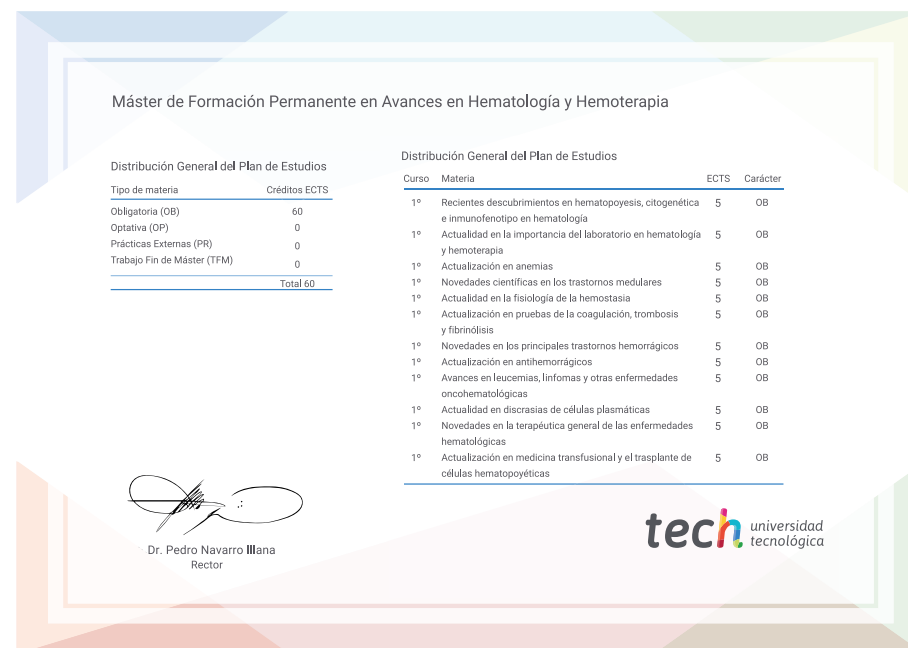 Máster de Formación Permanente en Avances en Hematología y Hemoterapia
Distribución General del Plan de Estudios
Tipo de materia Créditos ECTS
Obligatoria (OB) 60
Optativa (OP) 0
Prácticas Externas (PR) 0
Trabajo Fin de Máster (TFM) 0
Total 60
Distribución General del Plan de Estudios
Curso Materia ECTS Carácter
1º Recientes descubrimientos en hematopoyesis, citogenética 5 OB
e inmunofenotipo en hematología
1º Actualidad en la importancia del laboratorio en hematología 5 OB
y hemoterapia
1º Actualización en anemias 5 OB
1º Novedades científicas en los trastornos medulares 5 OB
1º Actualidad en la fisiología de la hemostasia 5 OB
1º Actualización en pruebas de la coagulación, trombosis 5 OB
y fibrinólisis
1º Novedades en los principales trastornos hemorrágicos 5 OB
1º Actualización en antihemorrágicos 5 OB
1º Avances en leucemias, linfomas y otras enfermedades 5 OB
oncohematológicas
1º Actualidad en discrasias de células plasmáticas 5 OB
1º Novedades en la terapéutica general de las enfermedades 5 OB
hematológicas
1º Actualización en medicina transfusional y el trasplante de 5 OB
células hematopoyéticas
Dr. Pedro Navarro Illana
Rector
tech universidad
tecnológica